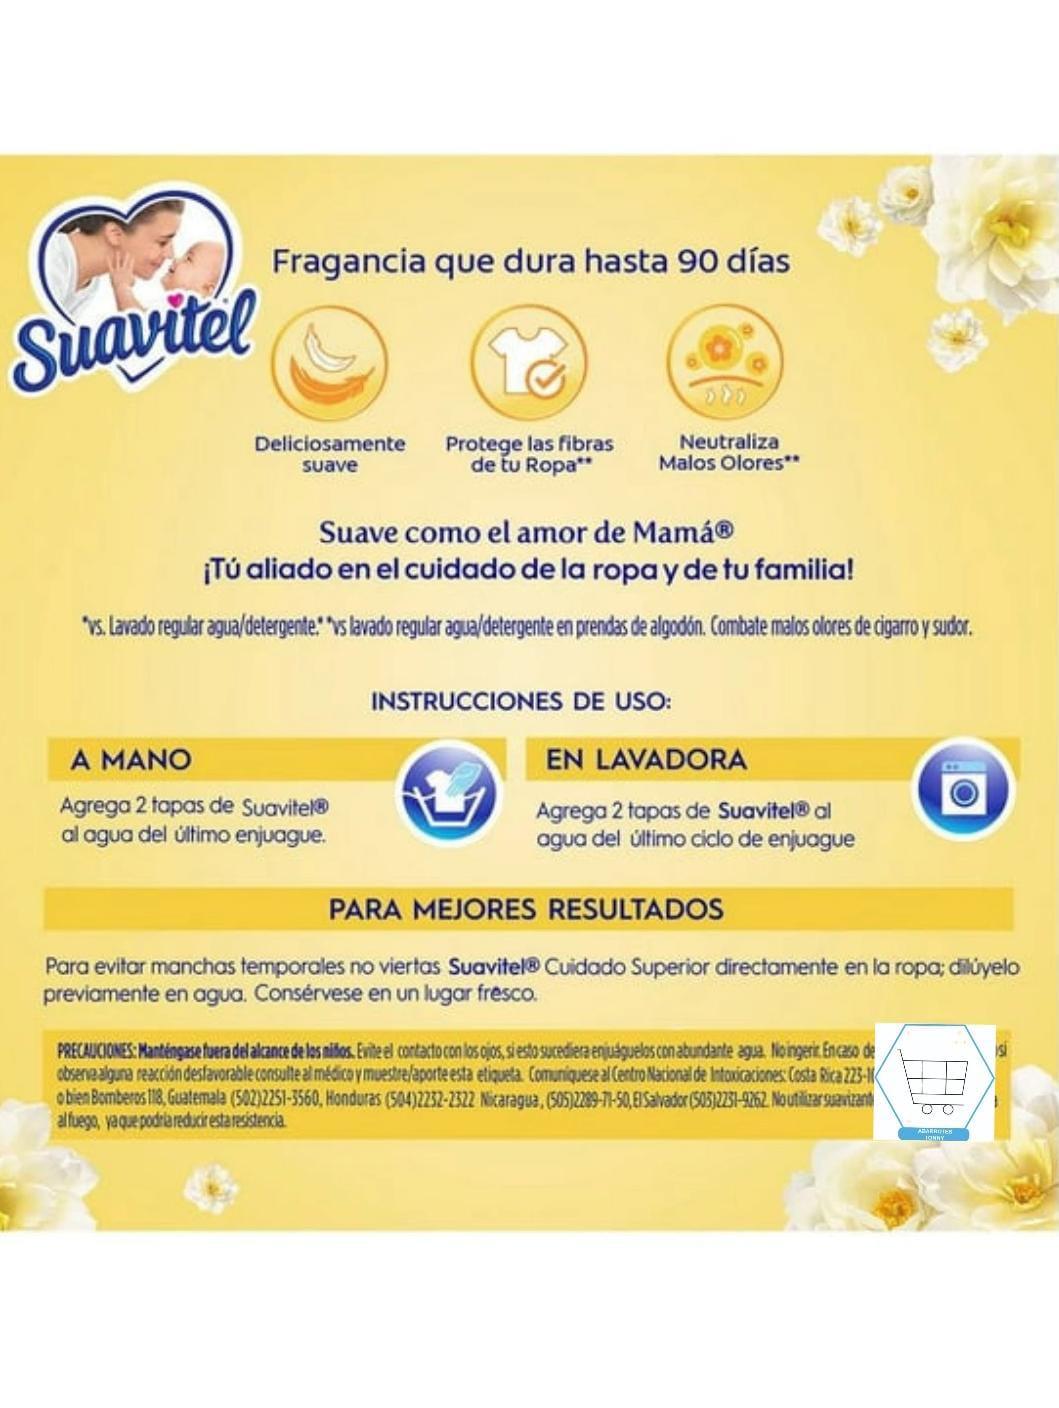 Suavitel
Fragancia que dura hasta 90 días
Deliciosamente
suave
Protege las fibras
de tu Ropa**
Neutraliza
Malos Olores**
Suave como el amor de Mamá®
¡Tú aliado en el cuidado de la ropa y de tu familia!
*vs. Lavado regular agua/detergente.* *vs lavado regular agua/detergente en prendas de algodón. Combate malos olores de cigarro y sudor.
INSTRUCCIONES DE USO:
A MANO
Agrega 2 tapas de Suavitel®
al agua del último enjuague.
EN LAVADORA
Agrega 2 tapas de Suavitel® al
agua del último ciclo de enjuague
PARA MEJORES RESULTADOS
Para evitar manchas temporales no viertas Suavitel® Cuidado Superior directamente en la ropa; dilúyelo
previamente en agua. Consérvese en un lugar fresco.
PRECAUCIONES: Manténgase fuera del alcance de los niños. Evite el contacto con los ojos, si esto sucediera enjuáguelos con abundante agua. No ingerir. En caso de si
observa alguna reacción desfavorable consulte al médico y muestre/aporte esta etiqueta. Comuníquese al Centro Nacional de Intoxicaciones: Costa Rica 223-10
o bien Bomberos 118, Guatemala (502)2251-3560, Honduras (504)2232-2322 Nicaragua, (505)2289-71-50, El Salvador (503)2231-9262. No utilizar suavizant
al fuego, ya que podría reducir esta resistencia.
ABARROTES
JONNY